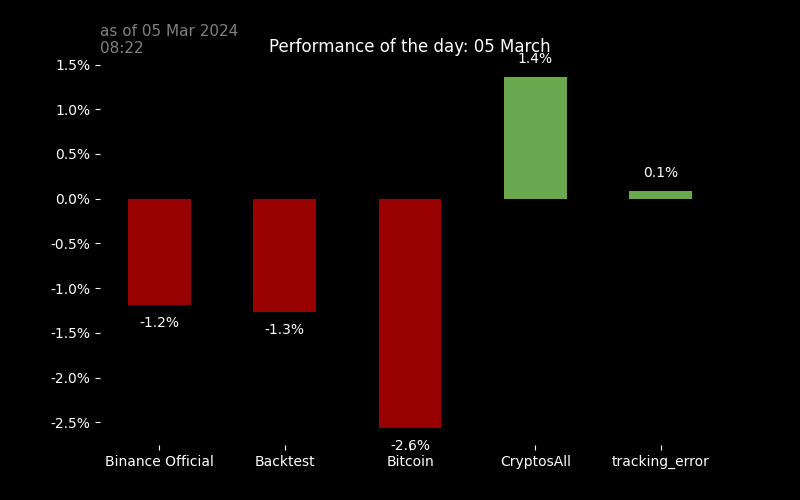 as of 05 Mar 2024
08:22
Performance of the day: 05 March
1.5%
1.0%
0.5%
0.0%
-0.5%
-1.0%
-1.5%
-2.0%
-2.5%
-1.2%
-1.3%
-2.6%
1.4%
0.1%
Binance Official
Backtest
Bitcoin
CryptosAll
tracking_error